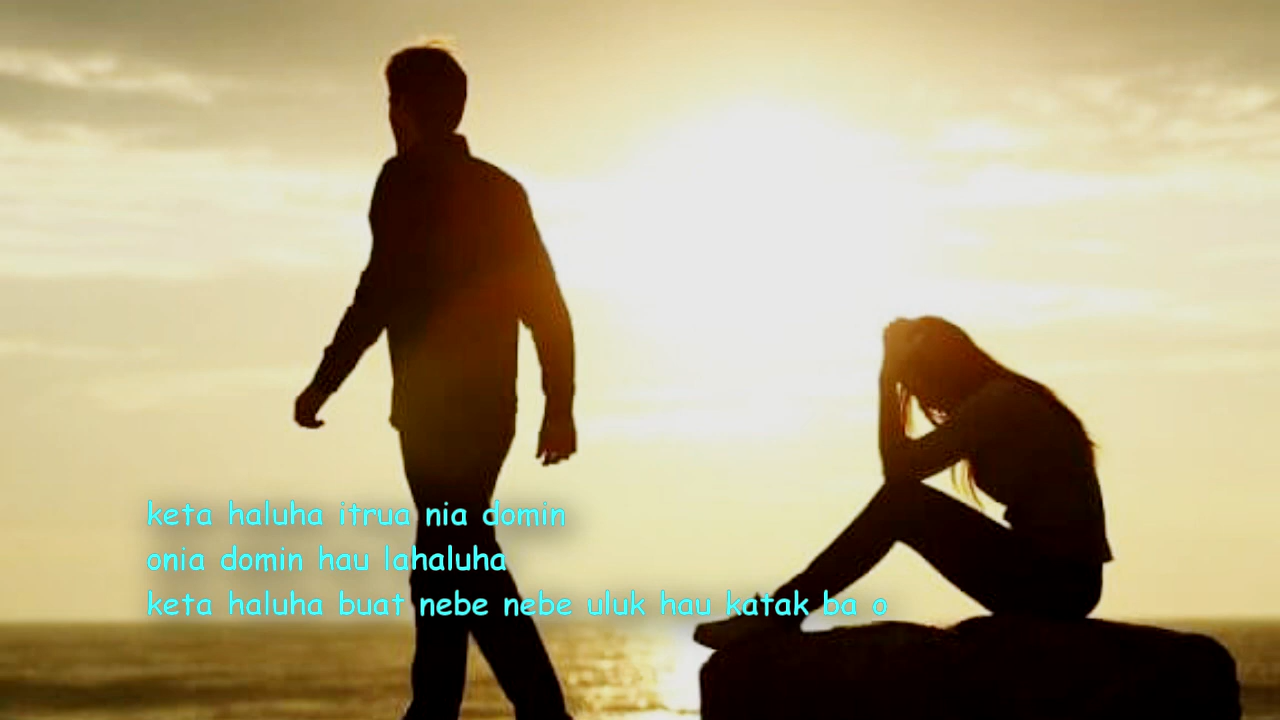 keta haluha itrua nia domin
onia domin hau lahaluha
keta haluha buat nebe nebe uluk hau katak ba o